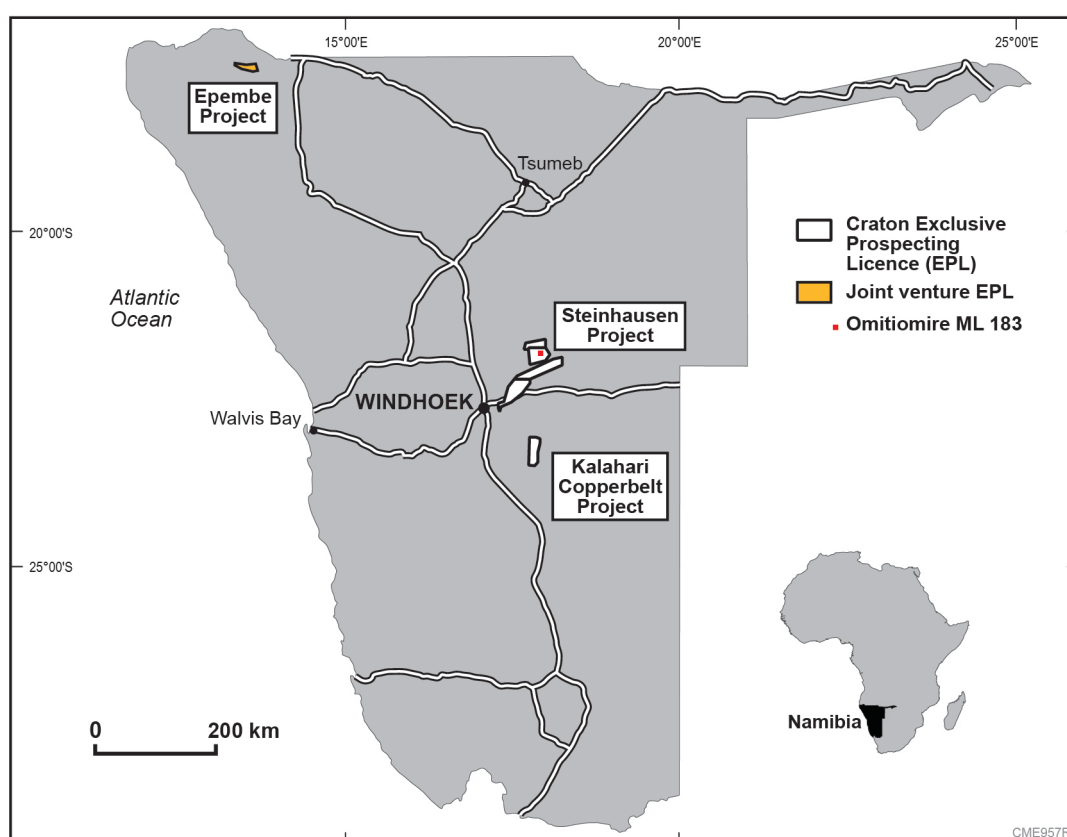 15°00'E
20°00'E
25°00'E
Epembe
Project
Tsumeb
20°00'S
Craton Exclusive
Prospecting
Licence (EPL)
Joint venture EPL
Omitiomire ML 183
Atlantic
Ocean
Steinhausen
Project
WINDHOEK
Walvis Bay
Kalahari
Copperbelt
Project
25°00'S
0 200 km
Namibia